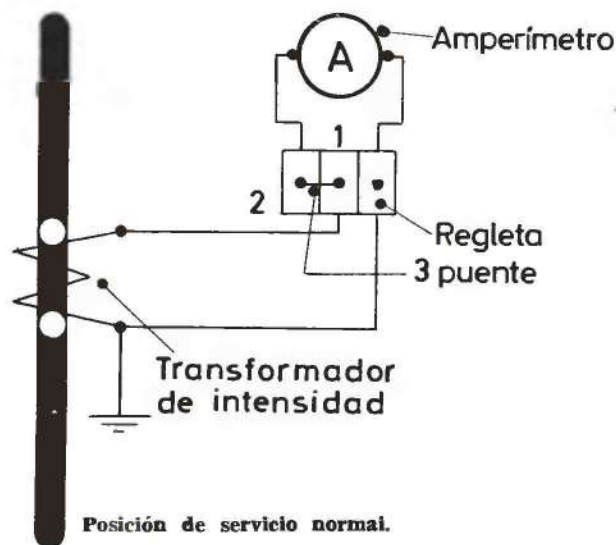 Amperímetro
A
1
2
Regleta
3 puente
Transformador
de intensidad
Posición de servicio normal.